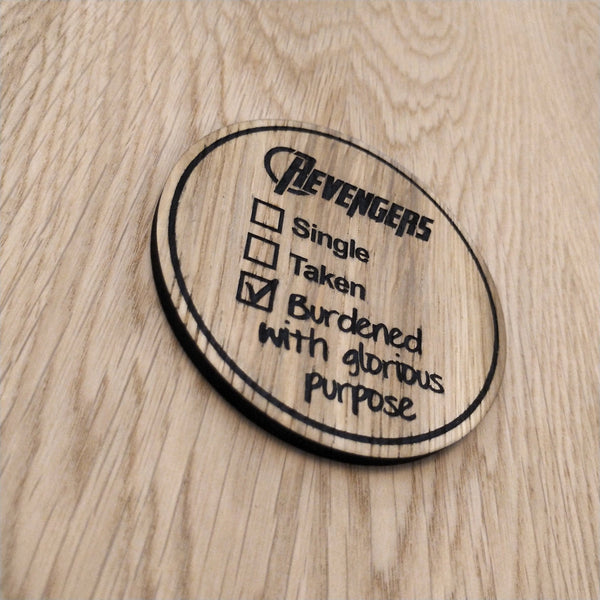 REVENGERS
Single
Taken
Burdened
with glorious
purpose